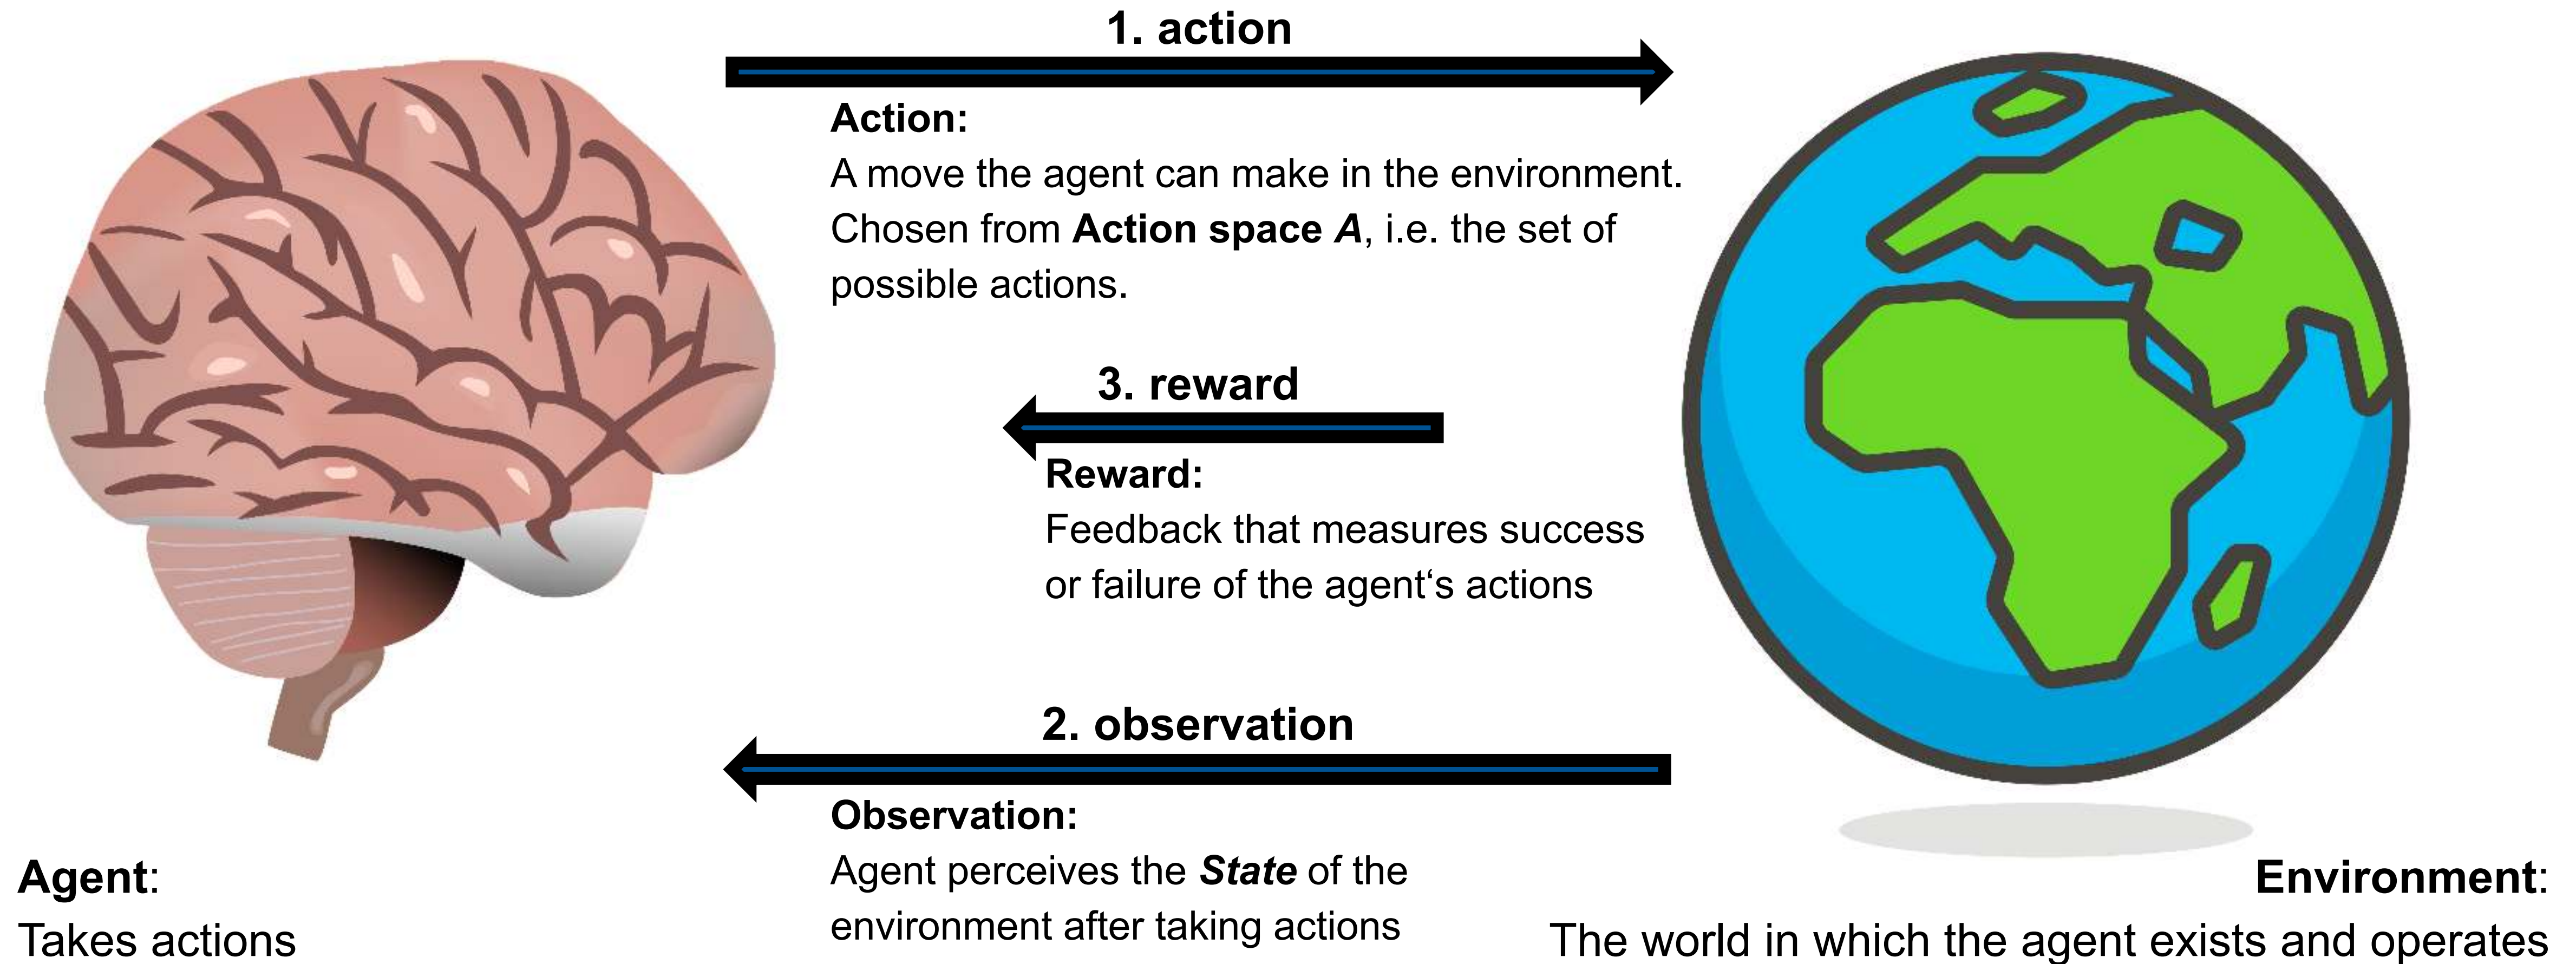 1. action
Action:
A move the agent can make in the environment.
Chosen from Action space A, i.e. the set of
possible actions.
3. reward
Reward:
Feedback that measures success
or failure of the agent‘s actions
2. observation
Observation:
Agent perceives the State of the
environment after taking actions
Agent:
Takes actions
Environment:
The world in which the agent exists and operates